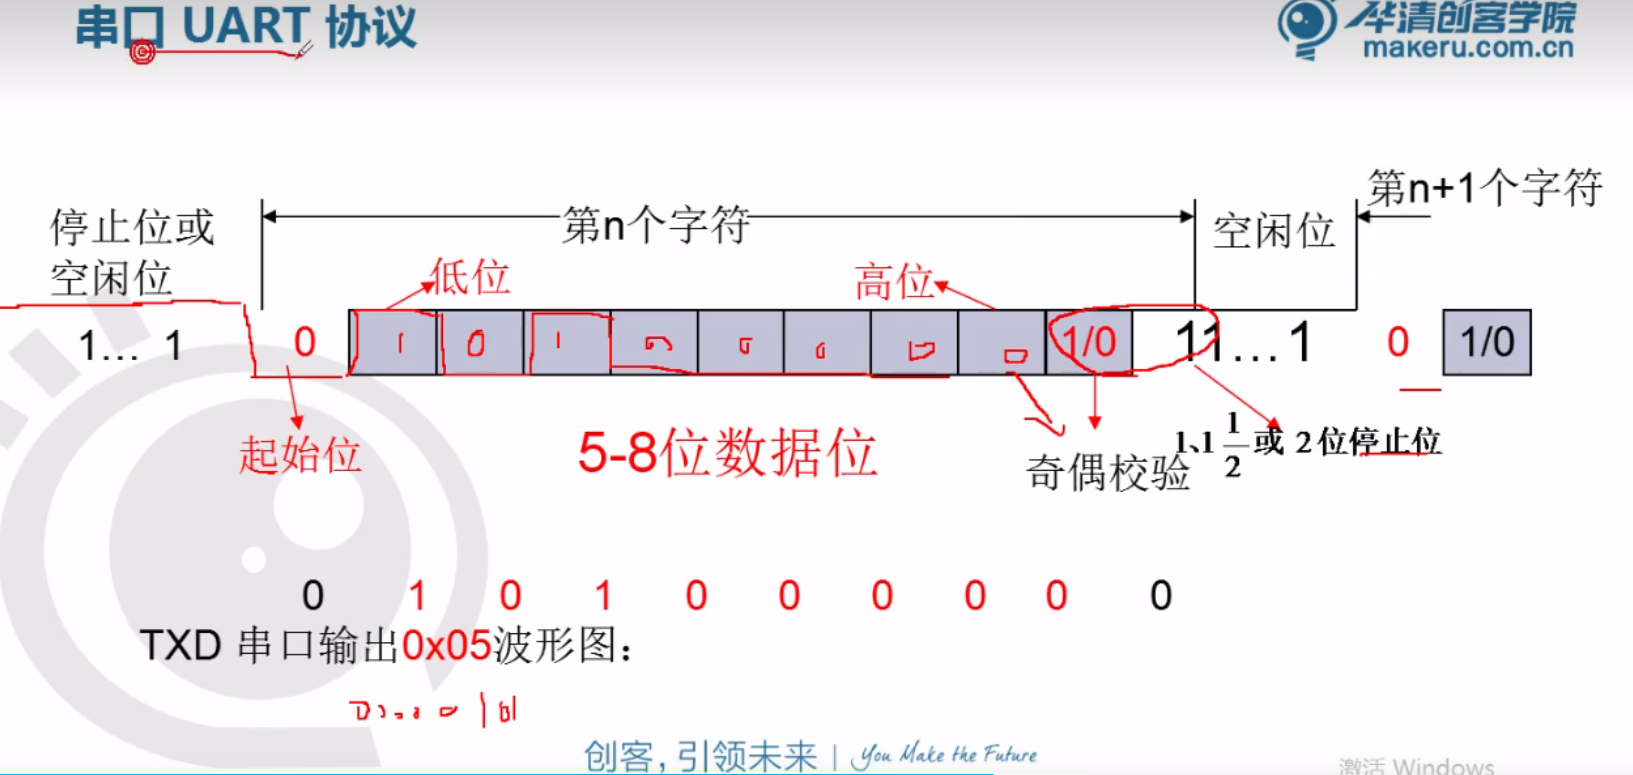 串口 UART 协议
华清创客学院
makeru.com.cn
第n+1个字符
停止位或
空闲位
第n个字符
空闲位
低位
高位
1… 1 0 1 0 1 0 0 0 0 0 1/0 11…1 0 1/0
起始位
5-8位数据位
奇偶校验
1、1 1/2 或 2位停止位
0 1 0 1 0 0 0 0 0 0
TXD 串口输出0x05波形图：
创客，引领未来 | You Make the Future
激活 Windows